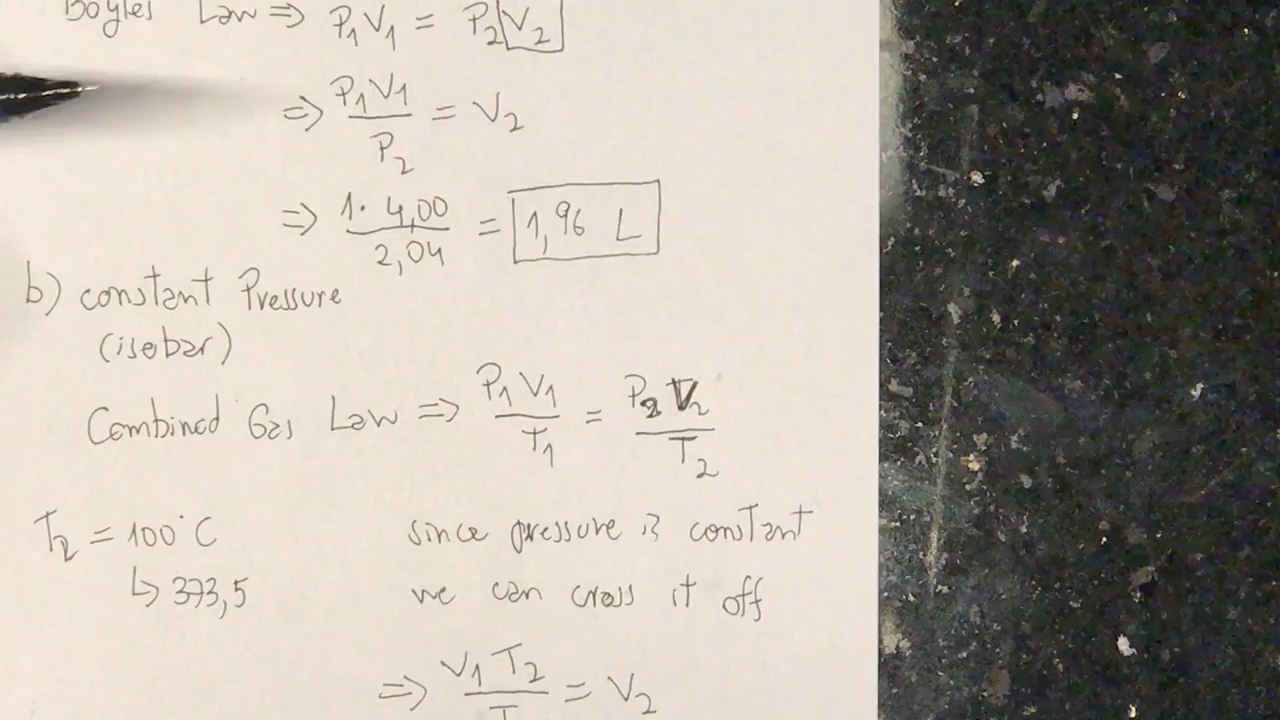 Boyles Law => P₁V₁ = P₂V₂
=> P₁V₁ / P₂ = V₂
=> 1 · 4,00 / 2,04 = 1,96 L
b) constant Pressure
(isobar)
Combined Gas Law => P₁V₁ / T₁ = P₂V₂ / T₂
T₂ = 100°C
↳ 373,5
since pressure is constant
we can cross it off
=> V₁ T₂ / T = V₂